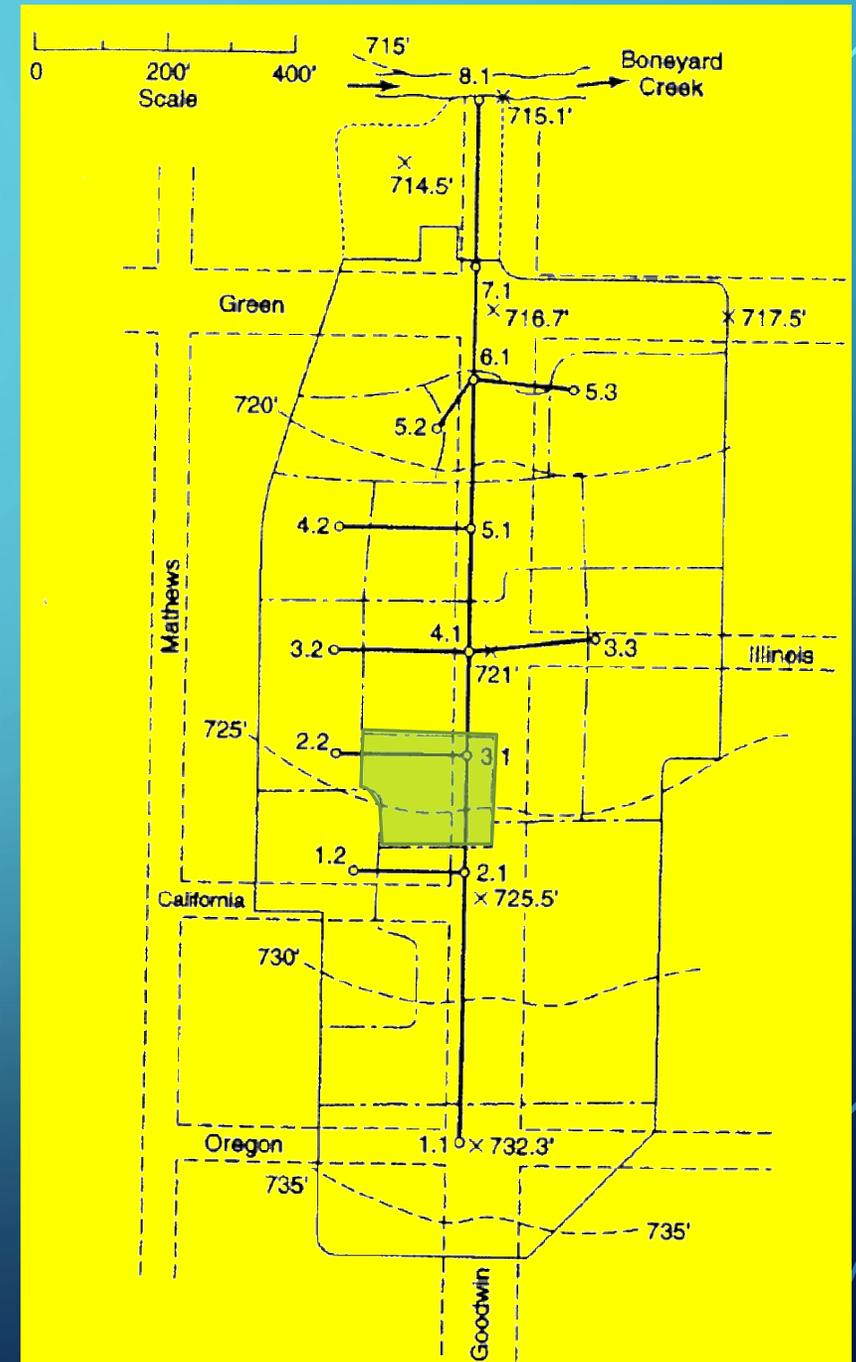 715'
8.1
Boneyard
Creek
0 200' 400'
Scale
715.1'
714.5'
Green
7.1
716.7'
717.5'
6.1
720'
5.3
5.2
4.2
5.1
Mathews
4.1
3.2
3.3
721'
Illinois
725'
2.2
3.1
1.2
2.1
California
725.5'
730'
Oregon
1.1
732.3'
735'
735'
Goodwin